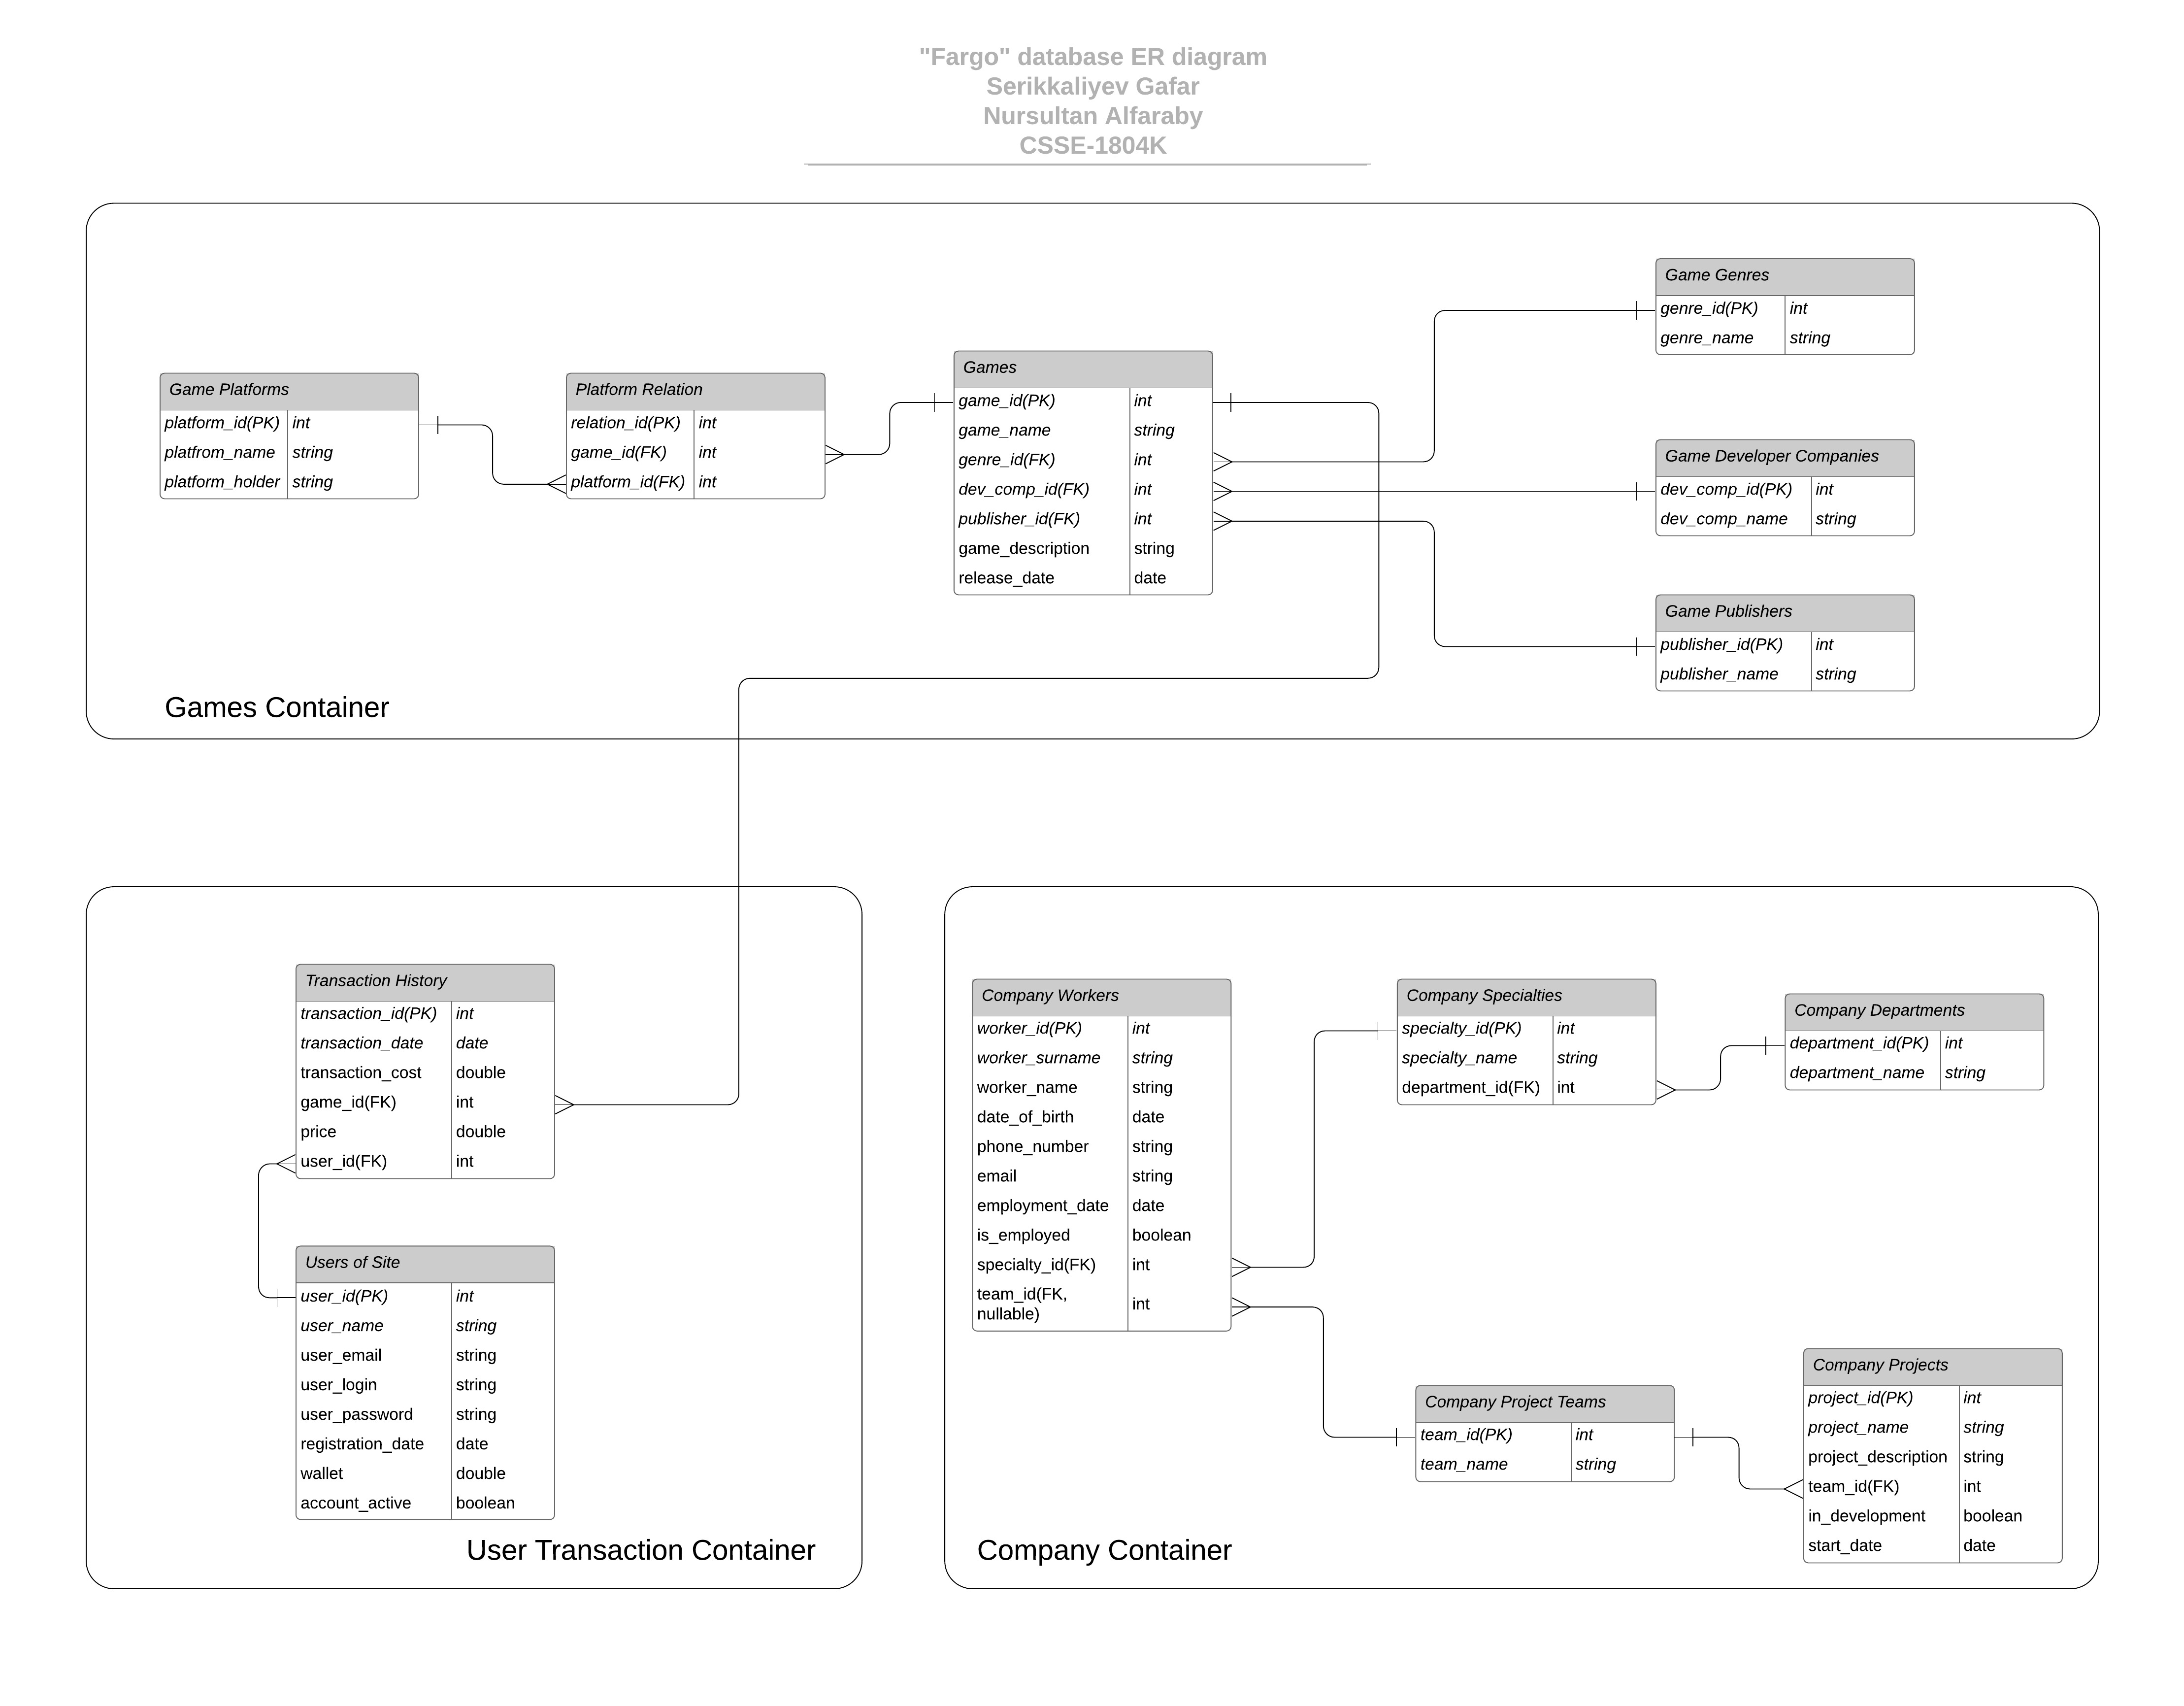 "Fargo" database ER diagram
Serikkaliyev Gafar
Nursultan Alfaraby
CSSE-1804K
Game Platforms
platform_id(PK) int
platfrom_name string
platform_holder string
Platform Relation
relation_id(PK) int
game_id(FK) int
platform_id(FK) int
Games
game_id(PK) int
game_name string
genre_id(FK) int
dev_comp_id(FK) int
publisher_id(FK) int
game_description string
release_date date
Game Genres
genre_id(PK) int
genre_name string
Game Developer Companies
dev_comp_id(PK) int
dev_comp_name string
Game Publishers
publisher_id(PK) int
publisher_name string
Games Container
Transaction History
transaction_id(PK) int
transaction_date date
transaction_cost double
game_id(FK) int
price double
user_id(FK) int
Users of Site
user_id(PK) int
user_name string
user_email string
user_login string
user_password string
registration_date date
wallet double
account_active boolean
User Transaction Container
Company Workers
worker_id(PK) int
worker_surname string
worker_name string
date_of_birth date
phone_number string
email string
employment_date date
is_employed boolean
specialty_id(FK) int
team_id(FK,
nullable) int
Company Specialties
specialty_id(PK) int
specialty_name string
department_id(FK) int
Company Departments
department_id(PK) int
department_name string
Company Project Teams
team_id(PK) int
team_name string
Company Projects
project_id(PK) int
project_name string
project_description string
team_id(FK) int
in_development boolean
start_date date
Company Container